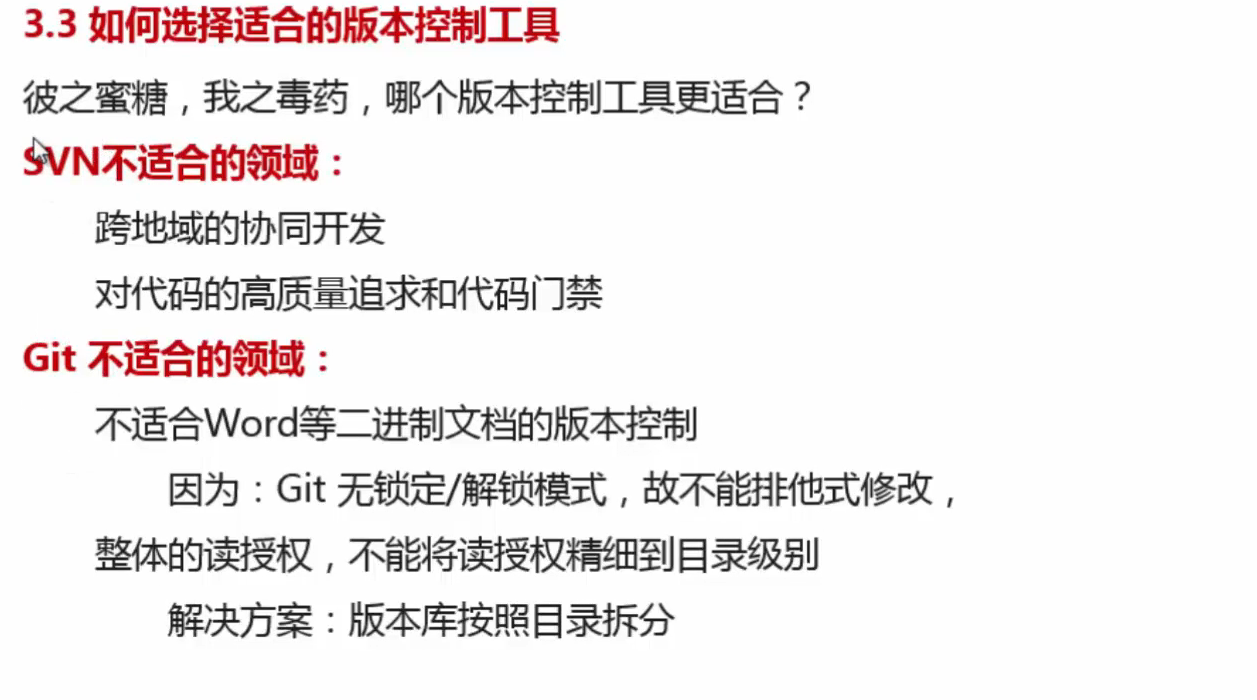 3.3 如何选择适合的版本控制工具
彼之蜜糖，我之毒药，哪个版本控制工具更适合？
SVN不适合的领域：
跨地域的协同开发
对代码的高质量追求和代码门禁
Git 不适合的领域：
不适合Word等二进制文档的版本控制
因为：Git 无锁定/解锁模式，故不能排他式修改，
整体的读授权，不能将读授权精细到目录级别
解决方案：版本库按照目录拆分